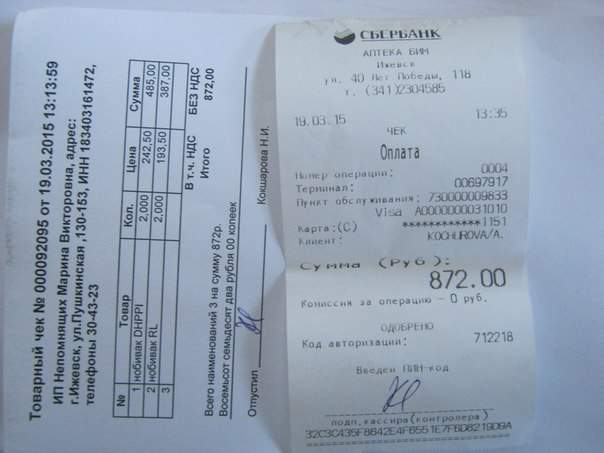 Товарный чек № 000092095 от 19.03.2015 13:13:59
ИП Непомнящих Марина Викторовна, адрес:
г.Ижевск, ул.Пушкинская ,130-153, ИНН 183403161472,
телефоны 30-43-23
№ Товар Кол. Цена Сумма
1 нобивак DHPPI 2,000 242,50 485,00
2 нобивак RL 2,000 193,50 387,00
3
В т.ч. НДС БЕЗ НДС
Итого 872,00
Всего наименований 3 на сумму 872р.
Восемьсот семьдесят два рубля 00 копеек
Отпустил Кокшарова Н.И.
СБЕРБАНК
АПТЕКА БИМ
Ижевск
ул. 40 Лет Победы, 118
т. (341)2304585
19.03.15 13:35
ЧЕК
Оплата
Номер операции: 0004
Терминал: 00697917
Пункт обслуживания: 730000009833
Visa A0000000031010
Карта:(C) ************1151
Клиент: KOCHUROVA/A.
Сумма (Руб):
872.00
Комиссия за операцию – 0 руб.
ОДОБРЕНО
Код авторизации: 712218
Введен ПИН-код
подп.кассира(контролера)